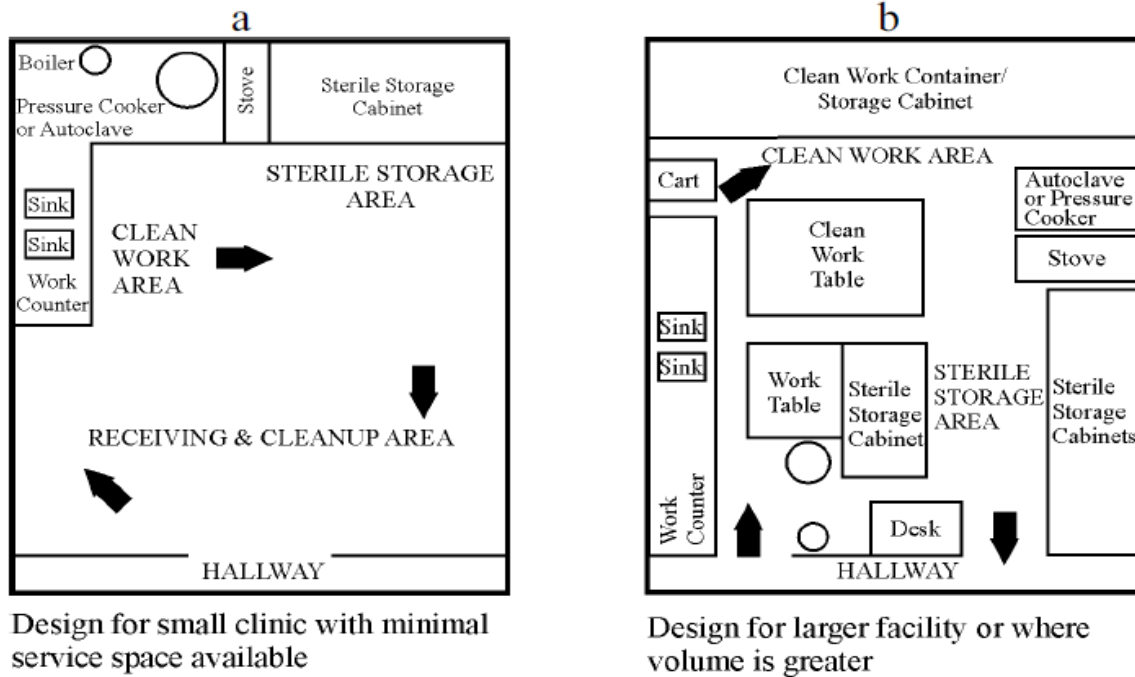 a
Boiler
Pressure Cooker
or Autoclave
Stove
Sterile Storage
Cabinet
STERILE STORAGE
AREA
Sink
Sink
Work
Counter
CLEAN
WORK
AREA
RECEIVING & CLEANUP AREA
HALLWAY
Design for small clinic with minimal
service space available
b
Clean Work Container/
Storage Cabinet
CLEAN WORK AREA
Cart
Autoclave
or Pressure
Cooker
Clean
Work
Table
Stove
Sink
Sink
Work
Table
Sterile
Storage
Cabinet
STERILE
STORAGE
AREA
Sterile
Storage
Cabinets
Work
Counter
Desk
HALLWAY
Design for larger facility or where
volume is greater